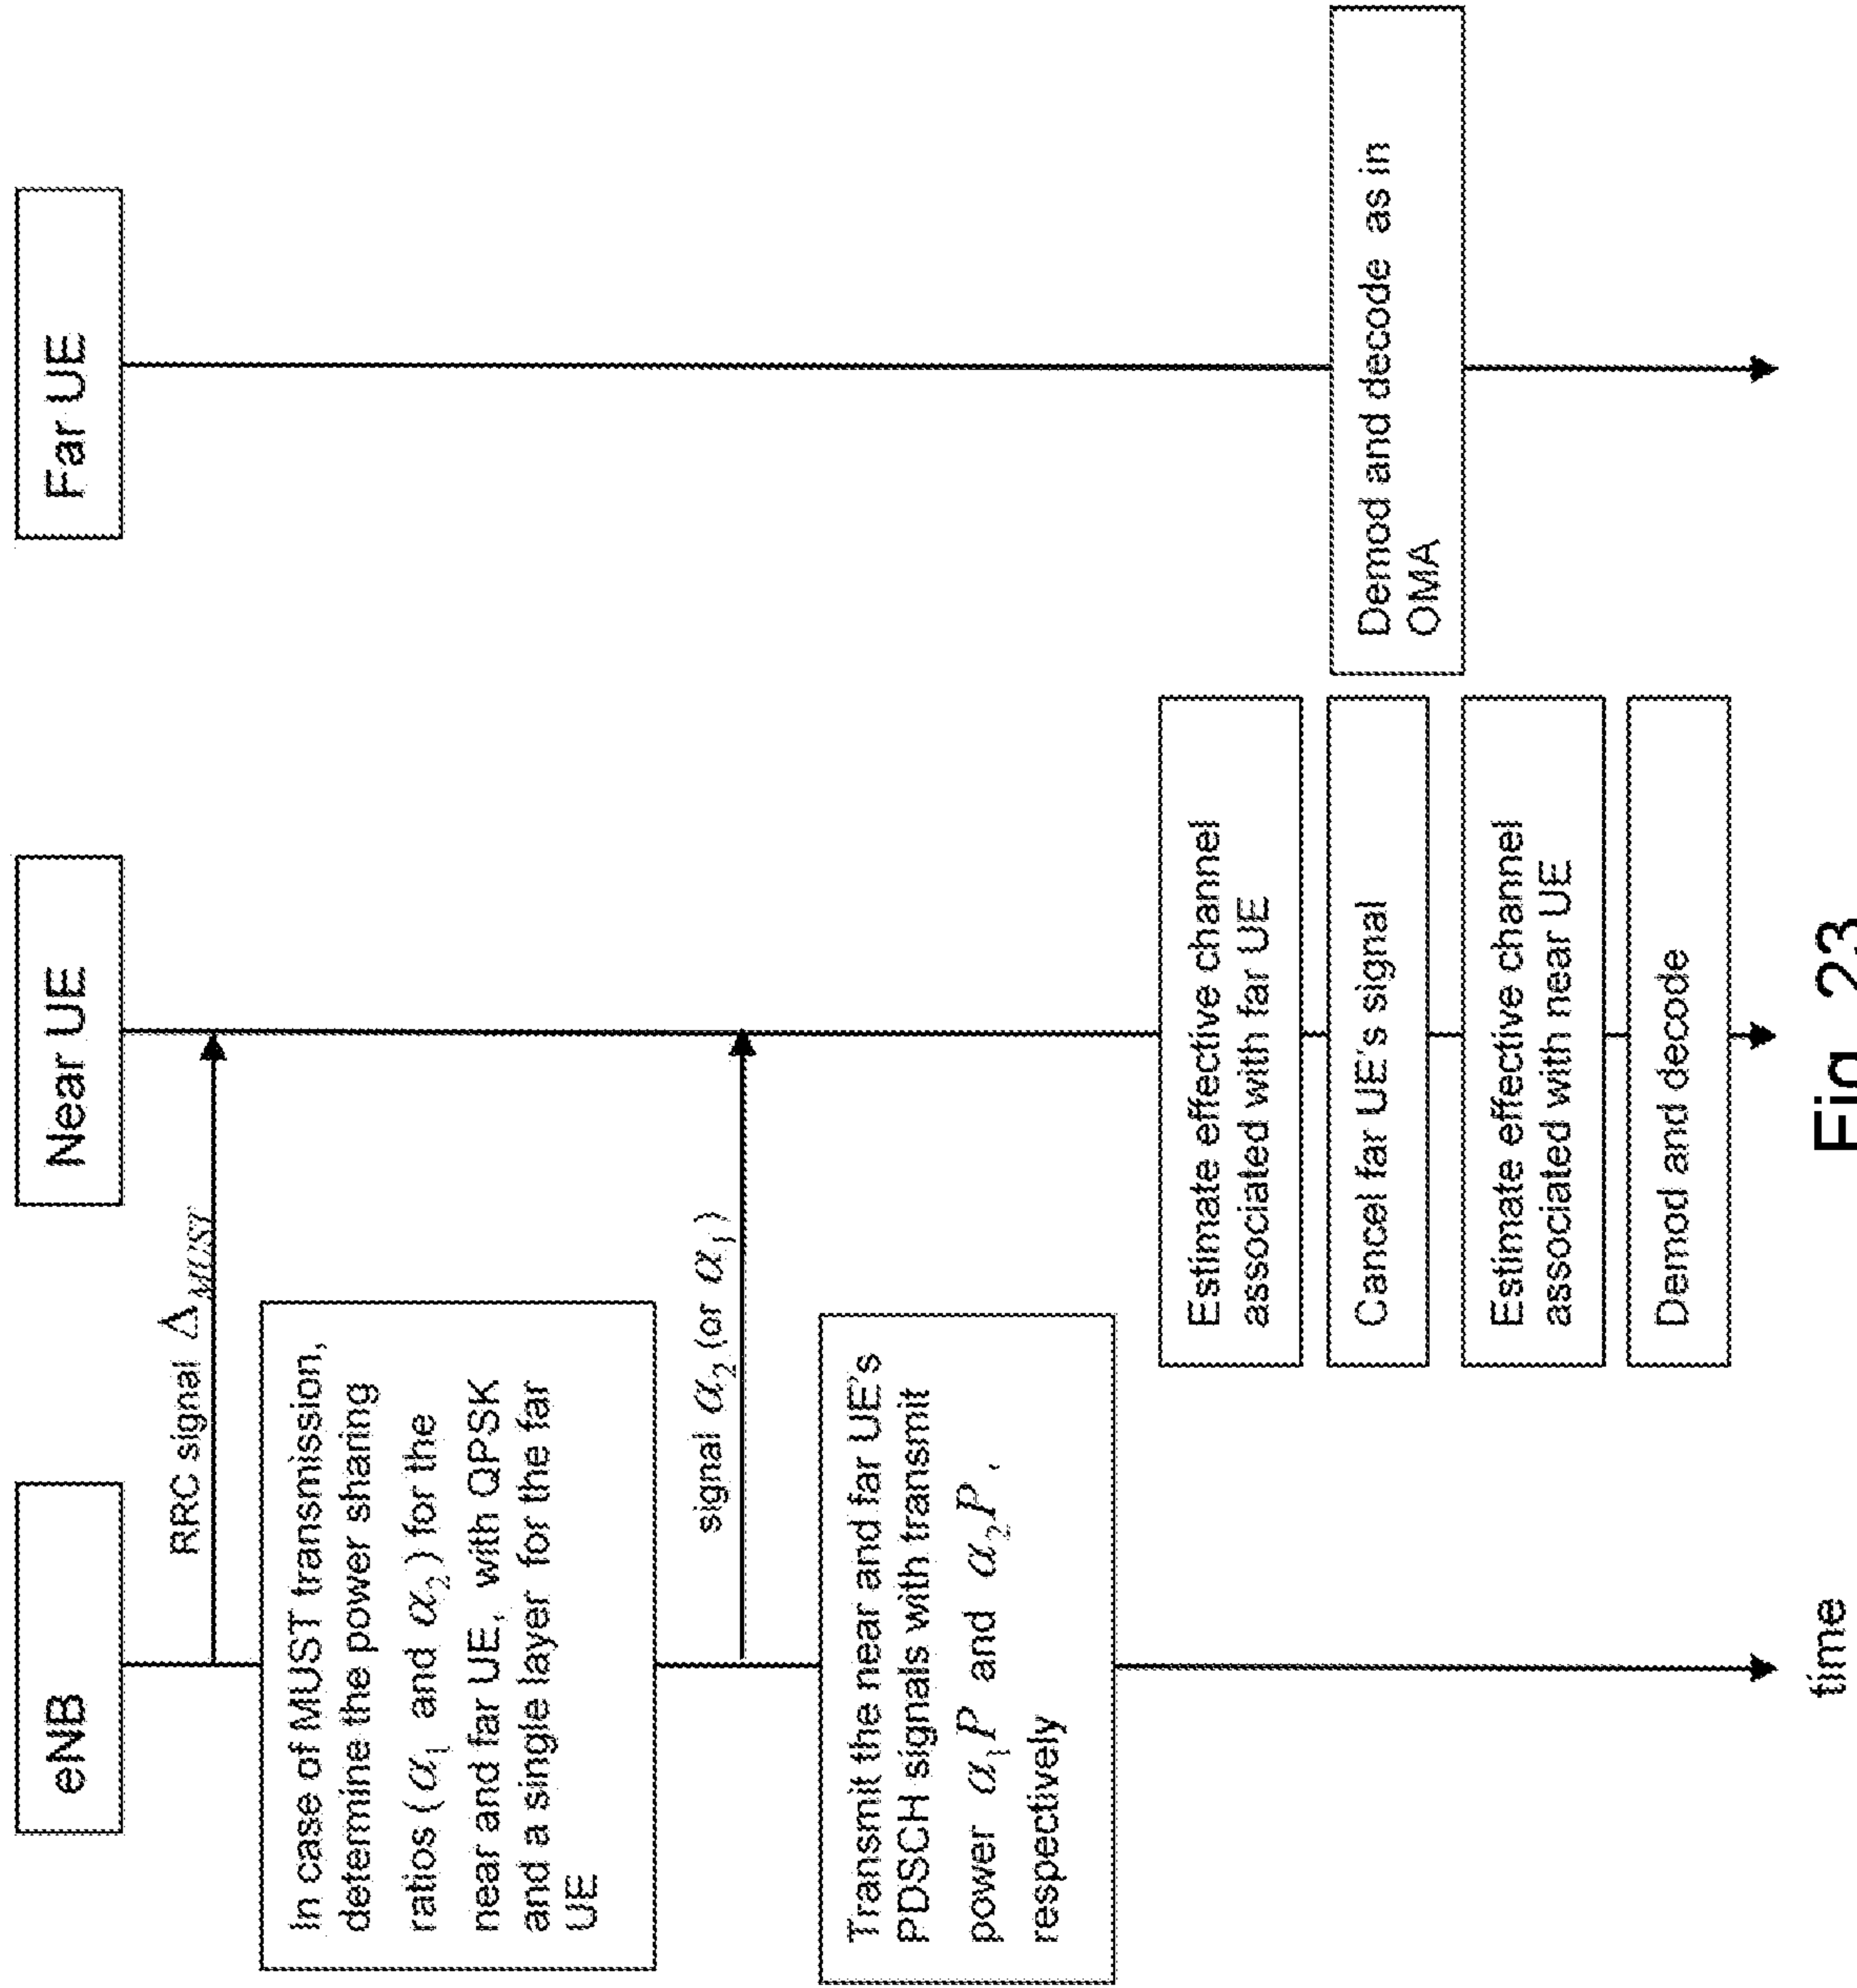 eNB
Near UE
Far UE
RRC signal Δ_MUST
In case of MUST transmission,
determine the power sharing
ratios (α₁ and α₂) for the
near and far UE, with QPSK
and a single layer for the far
UE
signal α₂ (or α₁)
Transmit the near and far UE's
PDSCH signals with transmit
power α₁P and α₂P,
respectively
Estimate effective channel
associated with far UE
Cancel far UE's signal
Estimate effective channel
associated with near UE
Demod and decode
Demod and decode as in
OMA
time
Fig. 23